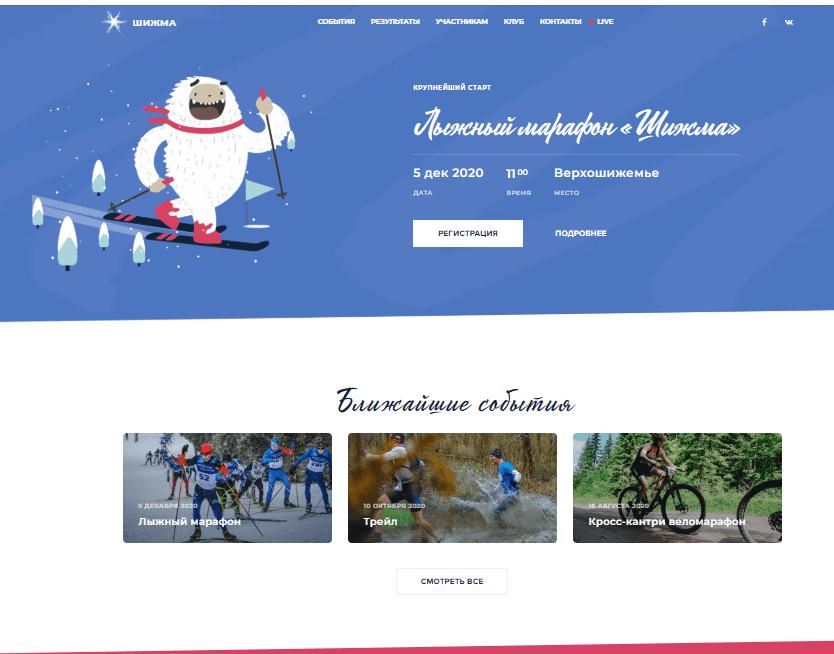 ШИЖМА
СОБЫТИЯ РЕЗУЛЬТАТЫ УЧАСТНИКАМ КЛУБ КОНТАКТЫ LIVE
КРУПНЕЙШИЙ СТАРТ
Лыжный марафон «Шижма»
5 дек 2020 11 00 Верхошижемье
ДАТА ВРЕМЯ МЕСТО
РЕГИСТРАЦИЯ ПОДРОБНЕЕ
Ближайшие события
5 ДЕКАБРЯ 2020
Лыжный марафон
10 ОКТЯБРЯ 2020
Трейл
16 АВГУСТА 2020
Кросс-кантри веломарафон
52
СМОТРЕТЬ ВСЕ